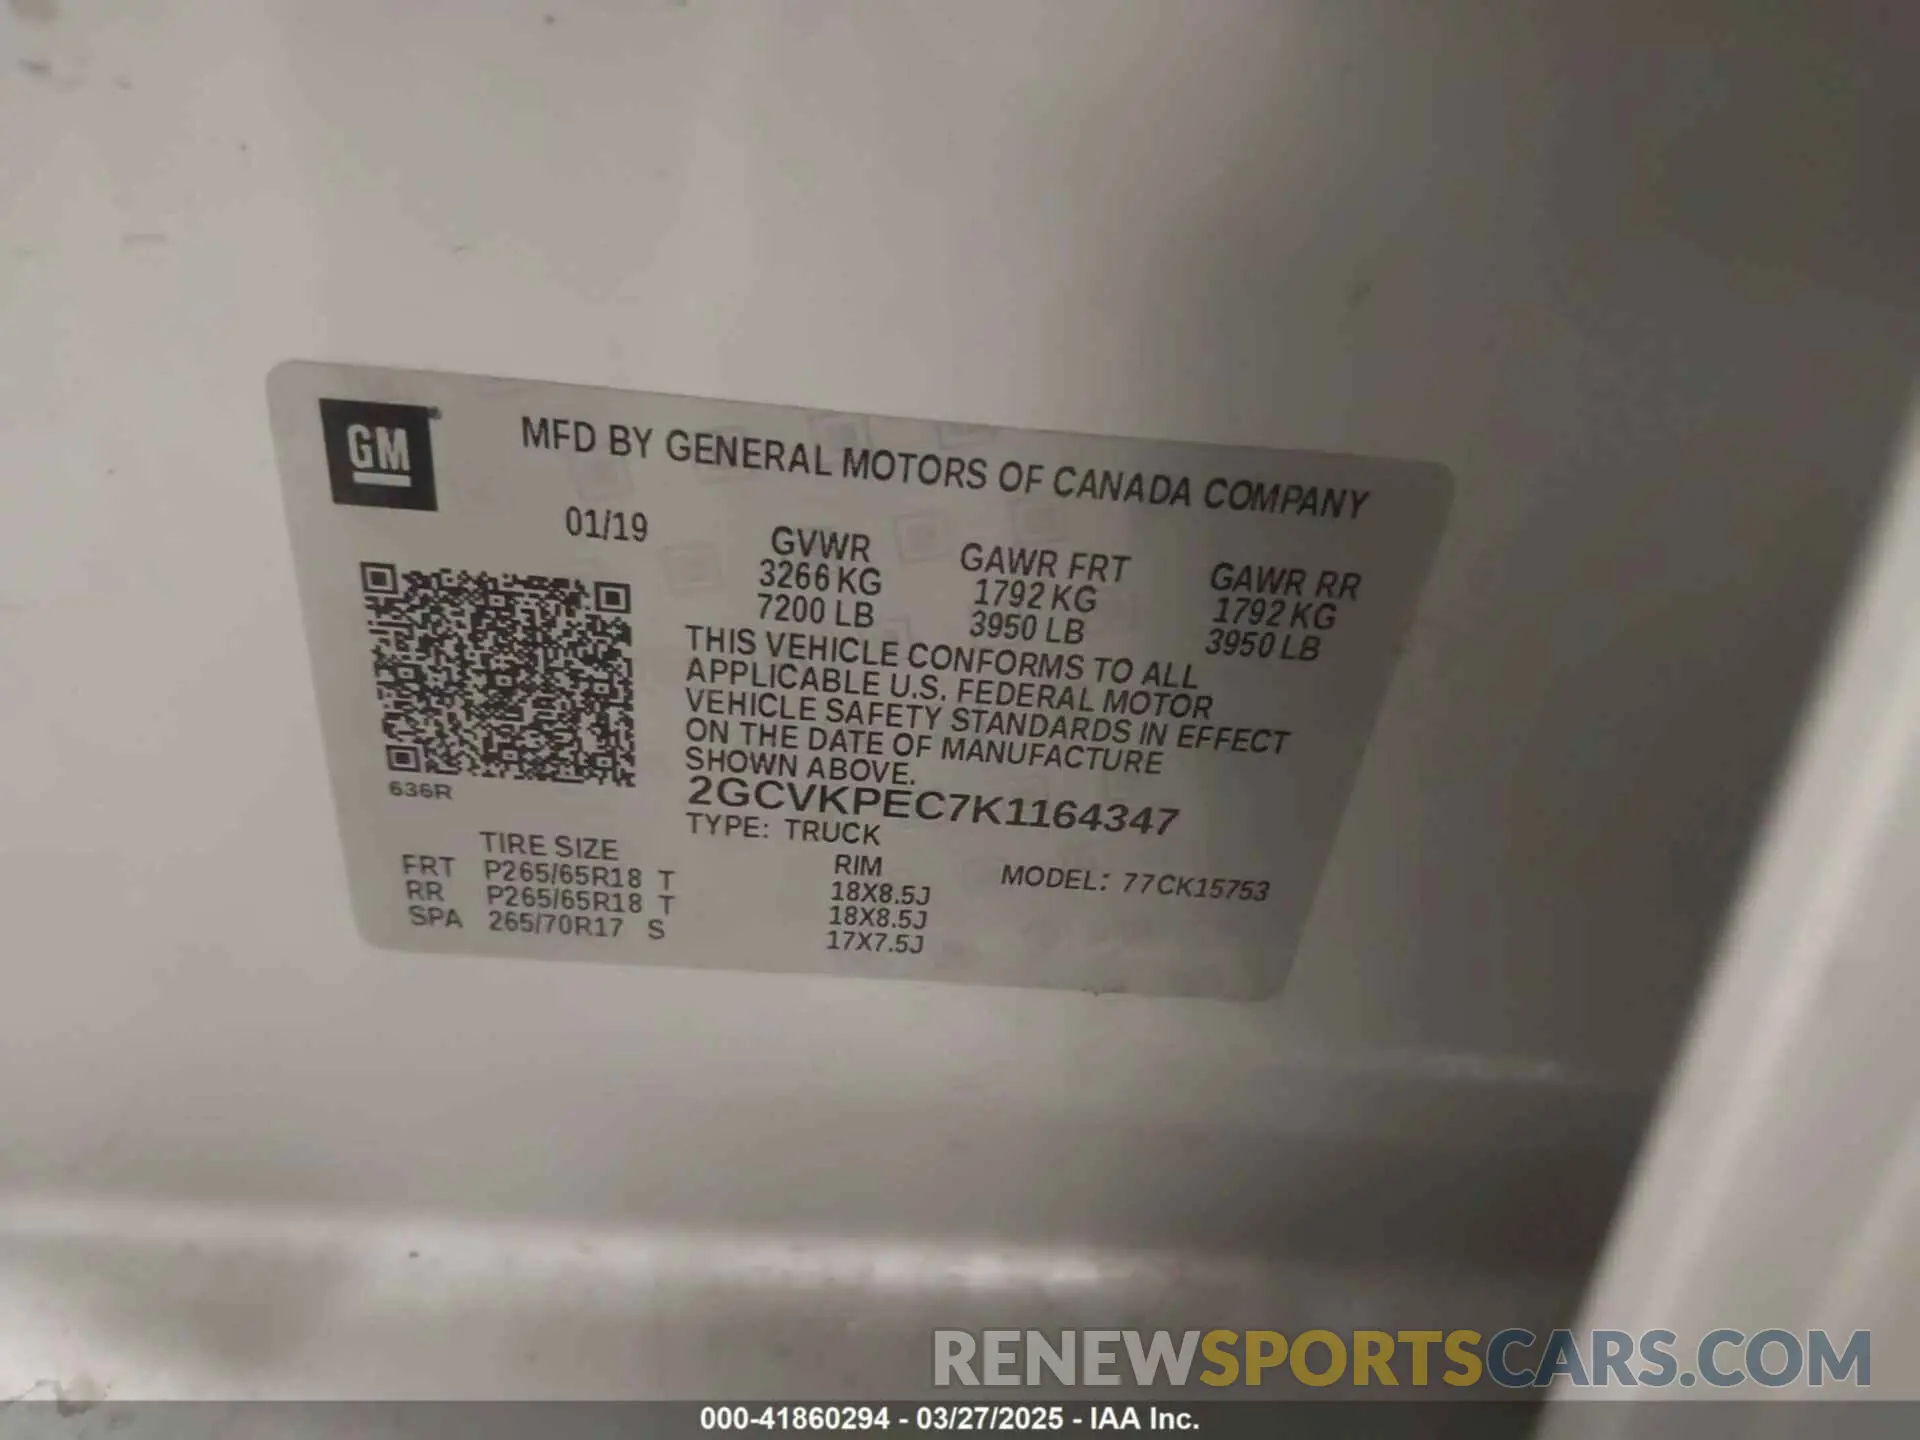 GM
MFD BY GENERAL MOTORS OF CANADA COMPANY
01/19
GVWR GAWR FRT GAWR RR
3266 KG 1792 KG 1792 KG
7200 LB 3950 LB 3950 LB
THIS VEHICLE CONFORMS TO ALL
APPLICABLE U.S. FEDERAL MOTOR
VEHICLE SAFETY STANDARDS IN EFFECT
ON THE DATE OF MANUFACTURE
SHOWN ABOVE.
636R
2GCVKPEC7K1164347
TYPE: TRUCK
TIRE SIZE RIM MODEL: 77CK15753
FRT P265/65R18 T 18X8.5J
RR P265/65R18 T 18X8.5J
SPA 265/70R17 S 17X7.5J
RENEWSPORTSCARS.COM
000-41860294 - 03/27/2025 - IAA Inc.